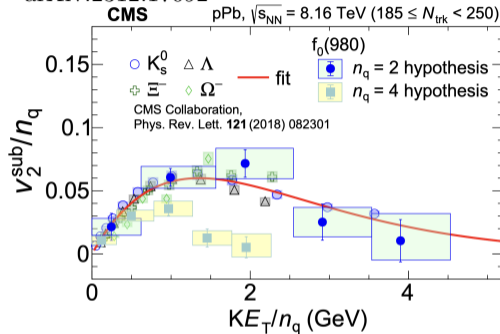 CMS pPb, √sNN = 8.16 TeV (185 ≤ Ntrk < 250)
f0(980)
K0s Λ fit nq = 2 hypothesis
Ξ- Ω- nq = 4 hypothesis
CMS Collaboration,
Phys. Rev. Lett. 121 (2018) 082301
v2sub/nq
0.15
0.1
0.05
0
0 2 4
KET/nq (GeV)